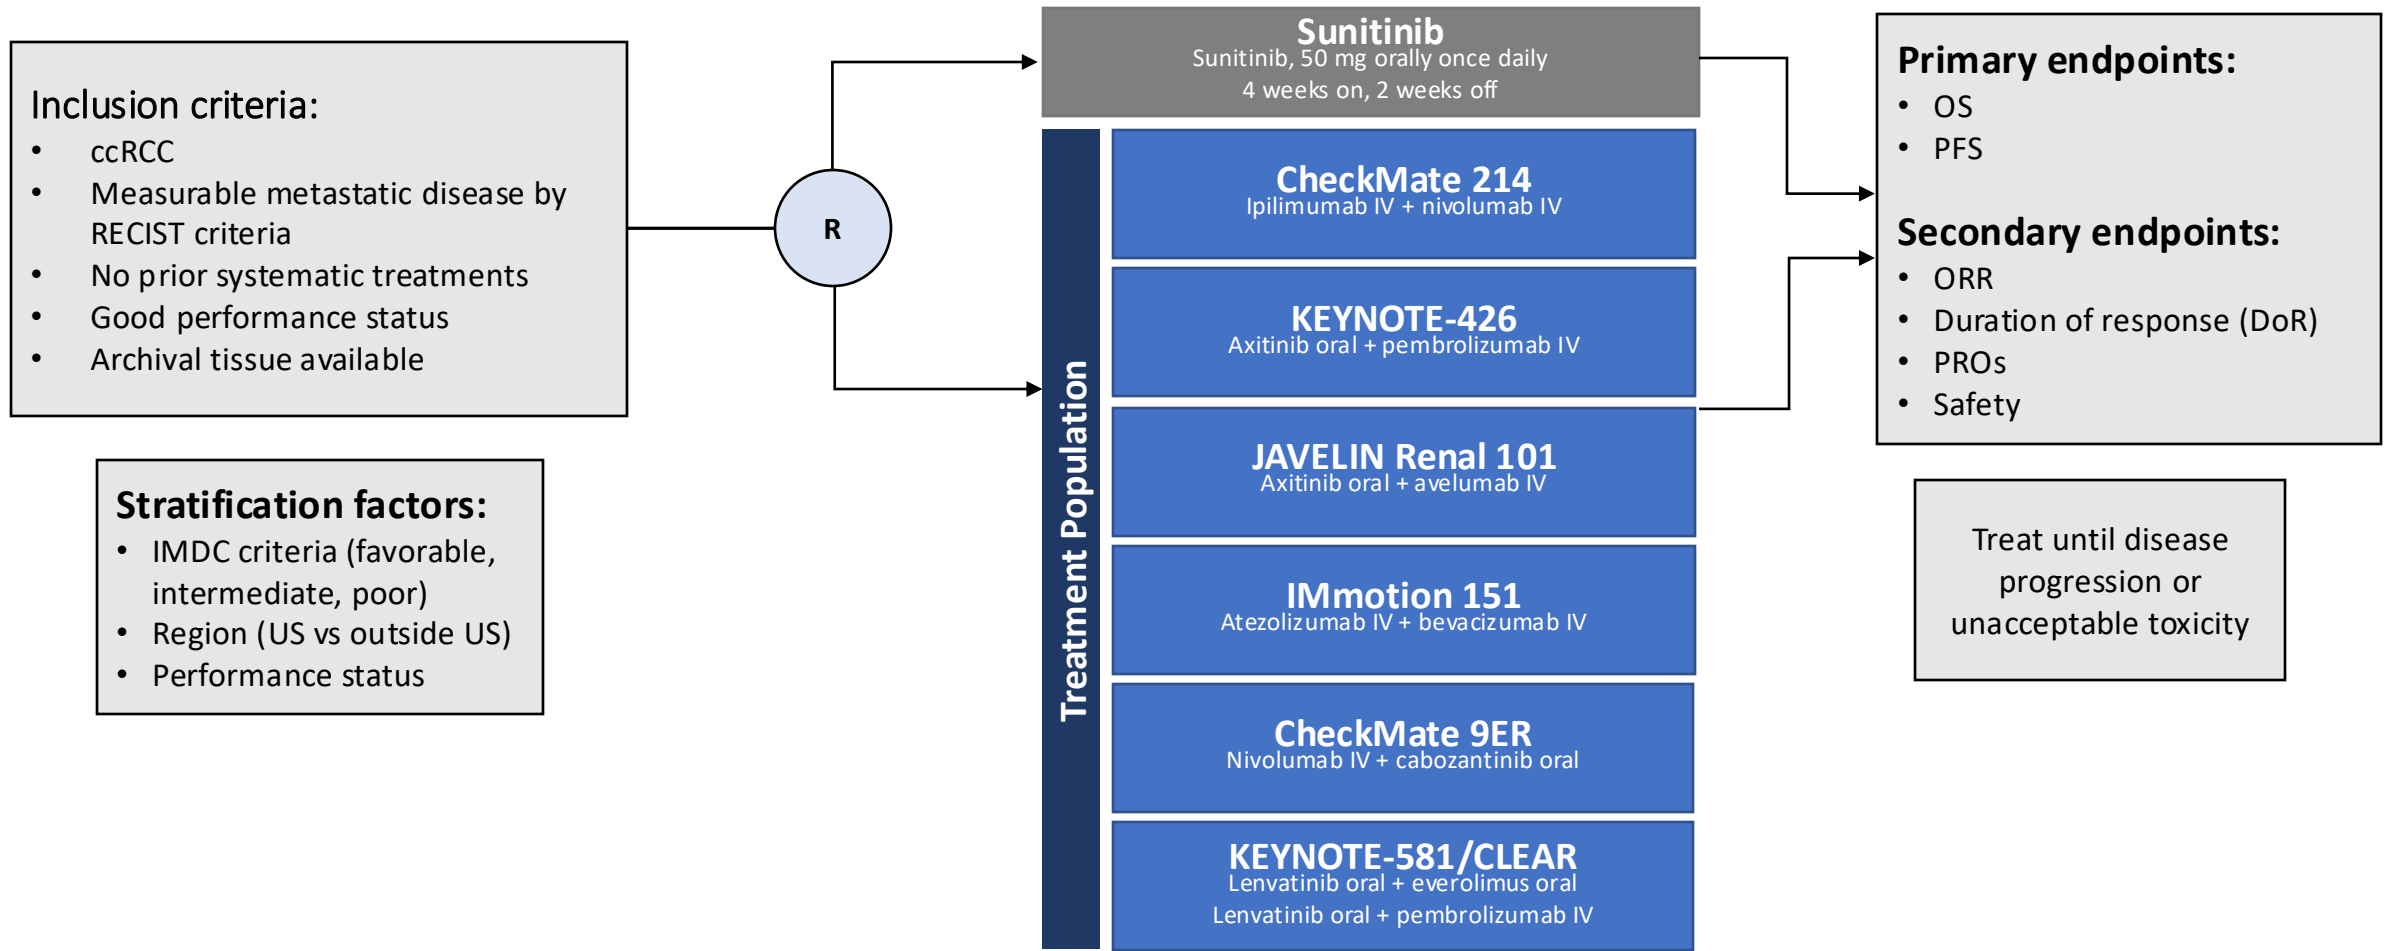 Inclusion criteria:
• ccRCC
• Measurable metastatic disease by
RECIST criteria
• No prior systematic treatments
• Good performance status
• Archival tissue available
Stratification factors:
• IMDC criteria (favorable,
intermediate, poor)
• Region (US vs outside US)
• Performance status
R
Sunitinib
Sunitinib, 50 mg orally once daily
4 weeks on, 2 weeks off
Treatment Population
CheckMate 214
Ipilimumab IV + nivolumab IV
KEYNOTE-426
Axitinib oral + pembrolizumab IV
JAVELIN Renal 101
Axitinib oral + avelumab IV
IMmotion 151
Atezolizumab IV + bevacizumab IV
CheckMate 9ER
Nivolumab IV + cabozantinib oral
KEYNOTE-581/CLEAR
Lenvatinib oral + everolimus oral
Lenvatinib oral + pembrolizumab IV
Primary endpoints:
• OS
• PFS
Secondary endpoints:
• ORR
• Duration of response (DoR)
• PROs
• Safety
Treat until disease
progression or
unacceptable toxicity